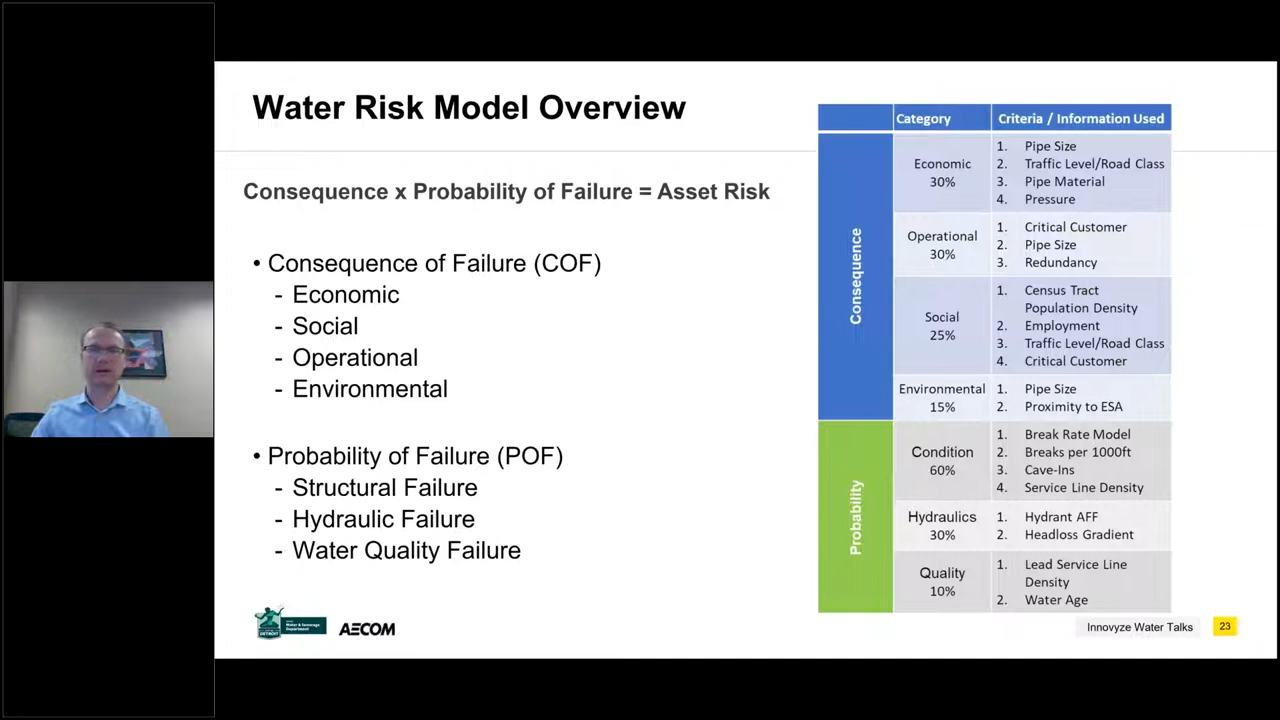 Water Risk Model Overview
Consequence x Probability of Failure = Asset Risk
• Consequence of Failure (COF)
- Economic
- Social
- Operational
- Environmental
• Probability of Failure (POF)
- Structural Failure
- Hydraulic Failure
- Water Quality Failure
Category Criteria / Information Used
Consequence
Economic
30%
1. Pipe Size
2. Traffic Level/Road Class
3. Pipe Material
4. Pressure
Operational
30%
1. Critical Customer
2. Pipe Size
3. Redundancy
Social
25%
1. Census Tract
Population Density
2. Employment
3. Traffic Level/Road Class
4. Critical Customer
Environmental
15%
1. Pipe Size
2. Proximity to ESA
Probability
Condition
60%
1. Break Rate Model
2. Breaks per 1000ft
3. Cave-Ins
4. Service Line Density
Hydraulics
30%
1. Hydrant AFF
2. Headloss Gradient
Quality
10%
1. Lead Service Line
Density
2. Water Age
DETROIT
Water & Sewerage
Department
AECOM
Innovyze Water Talks
23